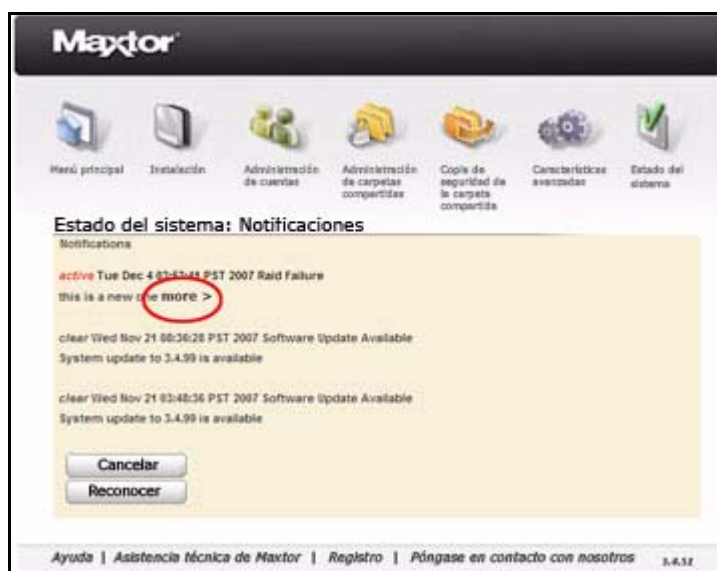 Maxtor
Menú principal
Instalación
Administración de cuentas
Administración de carpetas compartidas
Copia de seguridad de la carpeta compartida
Características avanzadas
Estado del sistema
Estado del sistema: Notificaciones
Notifications
active Tue Dec 4 PST 2007 Raid Failure
this is a new one more >
clear Wed Nov 21 08:36:28 PST 2007 Software Update Available
System update to 3.4.99 is available
clear Wed Nov 21 03:48:36 PST 2007 Software Update Available
System update to 3.4.99 is available
Cancelar
Reconocer
Ayuda | Asistencia técnica de Maxtor | Registro | Póngase en contacto con nosotros